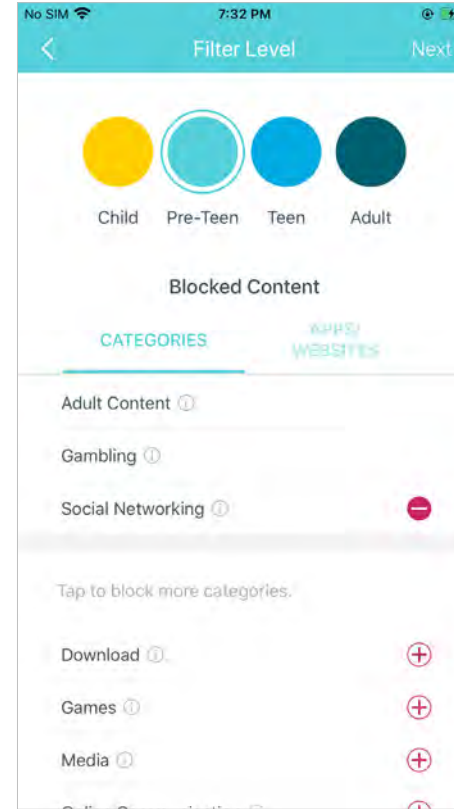 No SIM 7:32 PM
Filter Level Next
Child Pre-Teen Teen Adult
Blocked Content
CATEGORIES
APPS/
WEBSITES
Adult Content
Gambling
Social Networking
Tap to block more categories.
Download
Games
Media